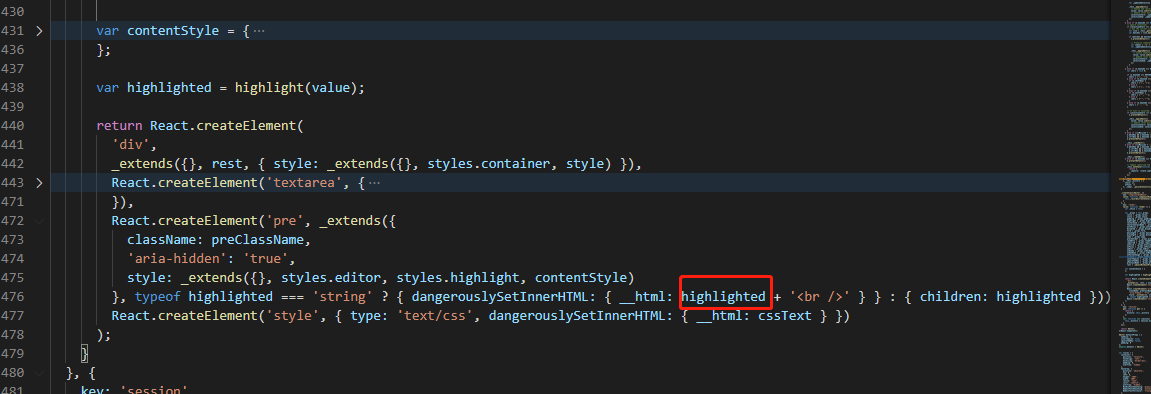 430
431 var contentStyle = {⋯
436 };
437
438 var highlighted = highlight(value);
439
440 return React.createElement(
441 'div',
442 _extends({}, rest, { style: _extends({}, styles.container, style) }),
443 React.createElement('textarea', {⋯
471 }),
472 React.createElement('pre', _extends({
473 className: preClassName,
474 'aria-hidden': 'true',
475 style: _extends({}, styles.editor, styles.highlight, contentStyle)
476 }, typeof highlighted === 'string' ? { dangerouslySetInnerHTML: { __html: highlighted + '<br />' } } : { children: highlighted }))
477 React.createElement('style', { type: 'text/css', dangerouslySetInnerHTML: { __html: cssText } })
478 );
479 }
480 }, {
481 key: 'session'